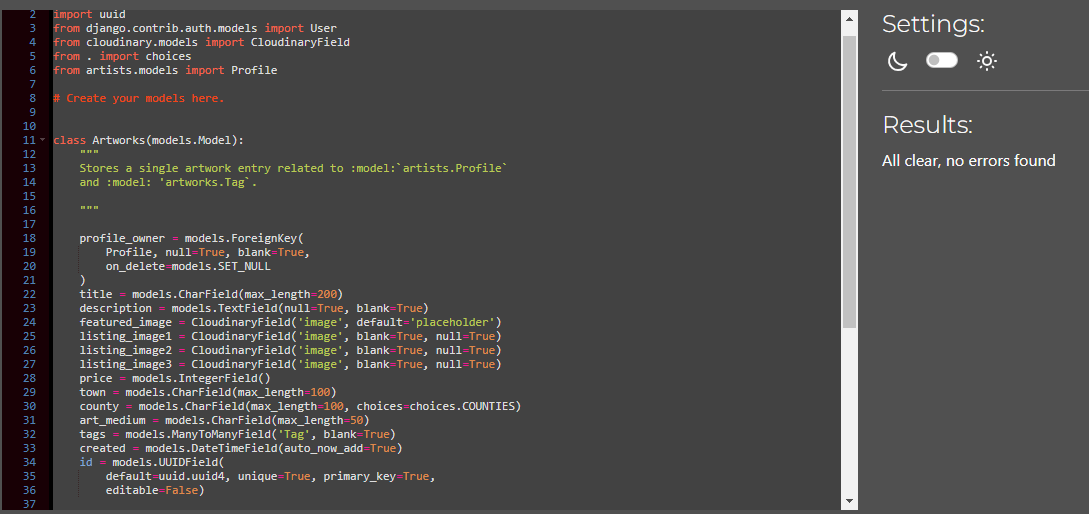 2 import uuid
3 from django.contrib.auth.models import User
4 from cloudinary.models import CloudinaryField
5 from . import choices
6 from artists.models import Profile
7
8 # Create your models here.
9
10
11 class Artworks(models.Model):
12     """
13     Stores a single artwork entry related to :model:`artists.Profile`
14     and :model: 'artworks.Tag`.
15
16     """
17
18     profile_owner = models.ForeignKey(
19         Profile, null=True, blank=True,
20         on_delete=models.SET_NULL
21     )
22     title = models.CharField(max_length=200)
23     description = models.TextField(null=True, blank=True)
24     featured_image = CloudinaryField('image', default='placeholder')
25     listing_image1 = CloudinaryField('image', blank=True, null=True)
26     listing_image2 = CloudinaryField('image', blank=True, null=True)
27     listing_image3 = CloudinaryField('image', blank=True, null=True)
28     price = models.IntegerField()
29     town = models.CharField(max_length=100)
30     county = models.CharField(max_length=100, choices=choices.COUNTIES)
31     art_medium = models.CharField(max_length=50)
32     tags = models.ManyToManyField('Tag', blank=True)
33     created = models.DateTimeField(auto_now_add=True)
34     id = models.UUIDField(
35         default=uuid.uuid4, unique=True, primary_key=True,
36         editable=False)
37
Settings:
Results:
All clear, no errors found